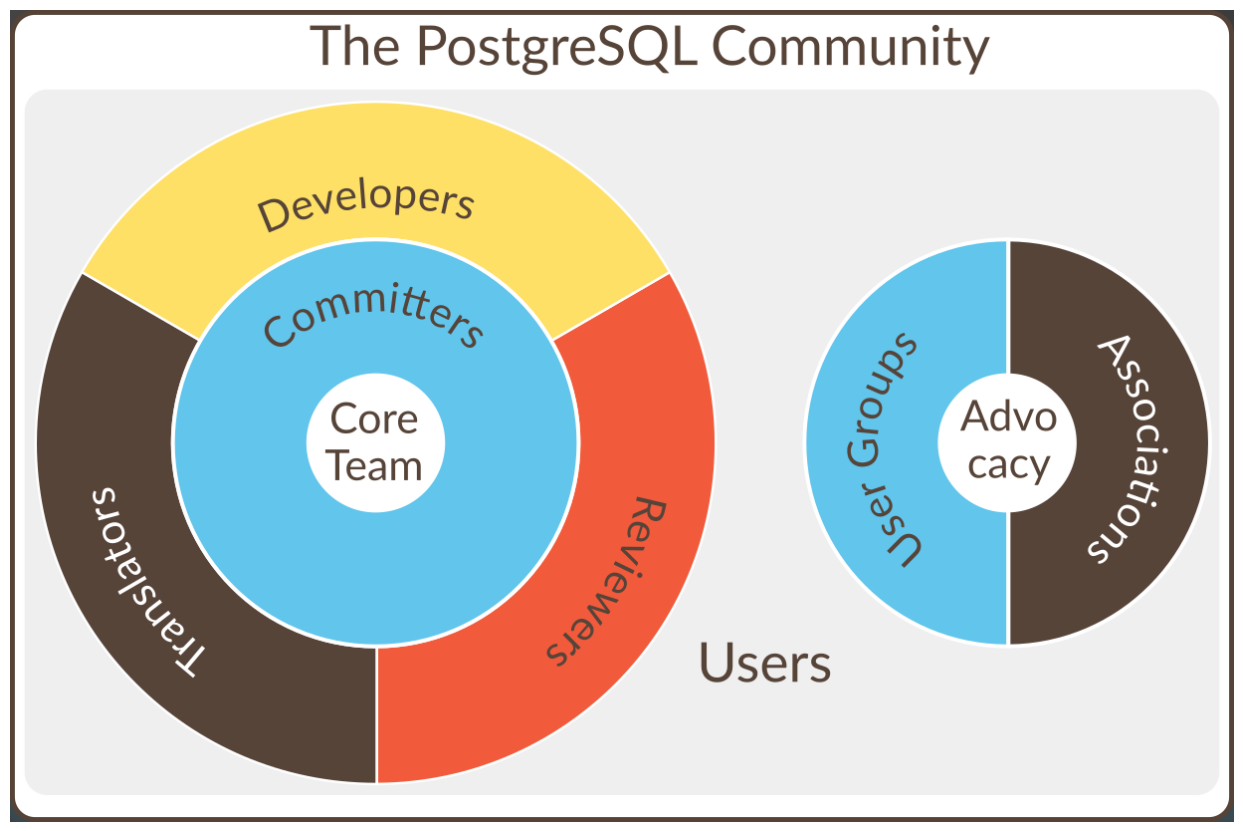 The PostgreSQL Community
Developers
Committers
Core
Team
Translators
Reviewers
User Groups
Advo
cacy
Associations
Users